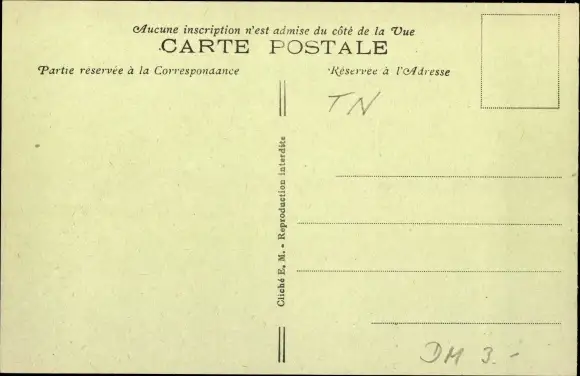 Aucune inscription n'est admise du côté de la Vue
CARTE POSTALE
Partie réservée à la Correspondance
Réservée à l'Adresse
TN
Cliché E. M. - Reproduction interdite
DM 3.-